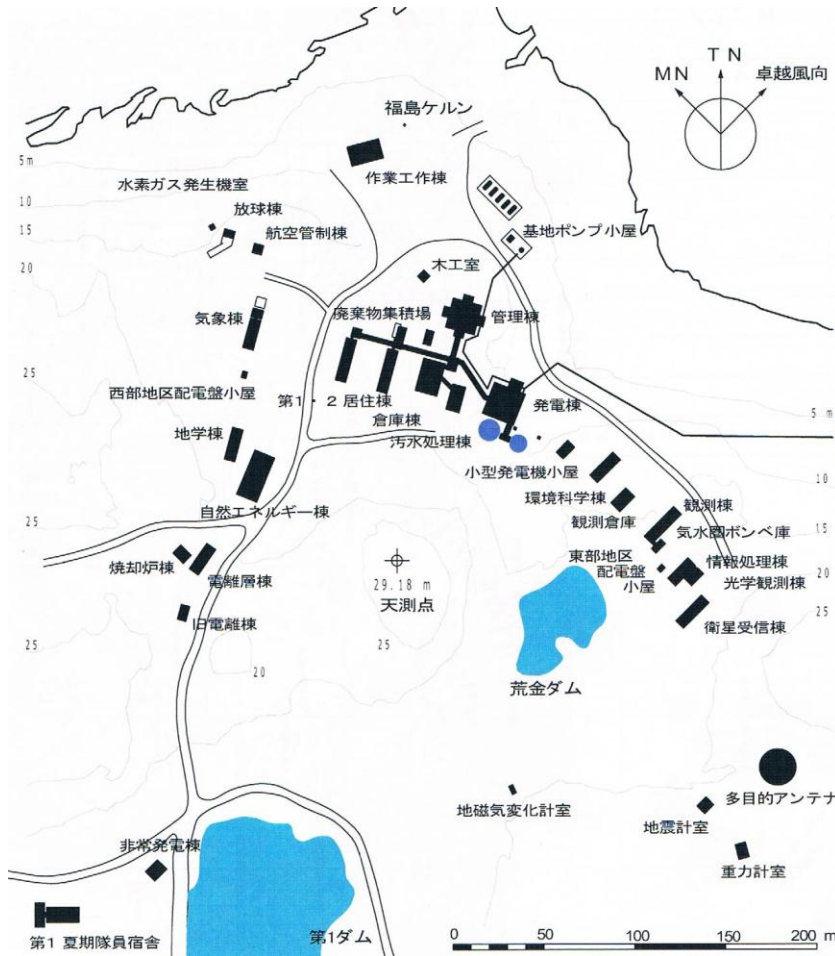 TN
MN
卓越風向
福島ケルン
5m
作業工作棟
水素ガス発生機室
10
放球棟
15
航空管制棟
基地ポンプ小屋
20
木工室
廃棄物集積場
管理棟
気象棟
25
西部地区配電盤小屋
第1・2居住棟
発電棟
5m
倉庫棟
地学棟
汚水処理棟
小型発電機小屋
10
自然エネルギー棟
環境科学棟
観測棟
25
観測倉庫
15
気水圏ボンベ庫
焼却炉棟
電離層棟
29.18 m
天測点
東部地区
配電盤
小屋
情報処理棟
20
光学観測棟
旧電離棟
25
衛星受信棟
25
20
25
荒金ダム
地磁気変化計室
地震計室
多目的アンテナ
非常発電棟
重力計室
第1夏期隊員宿舎
第1ダム
0 50 100 150 200 m